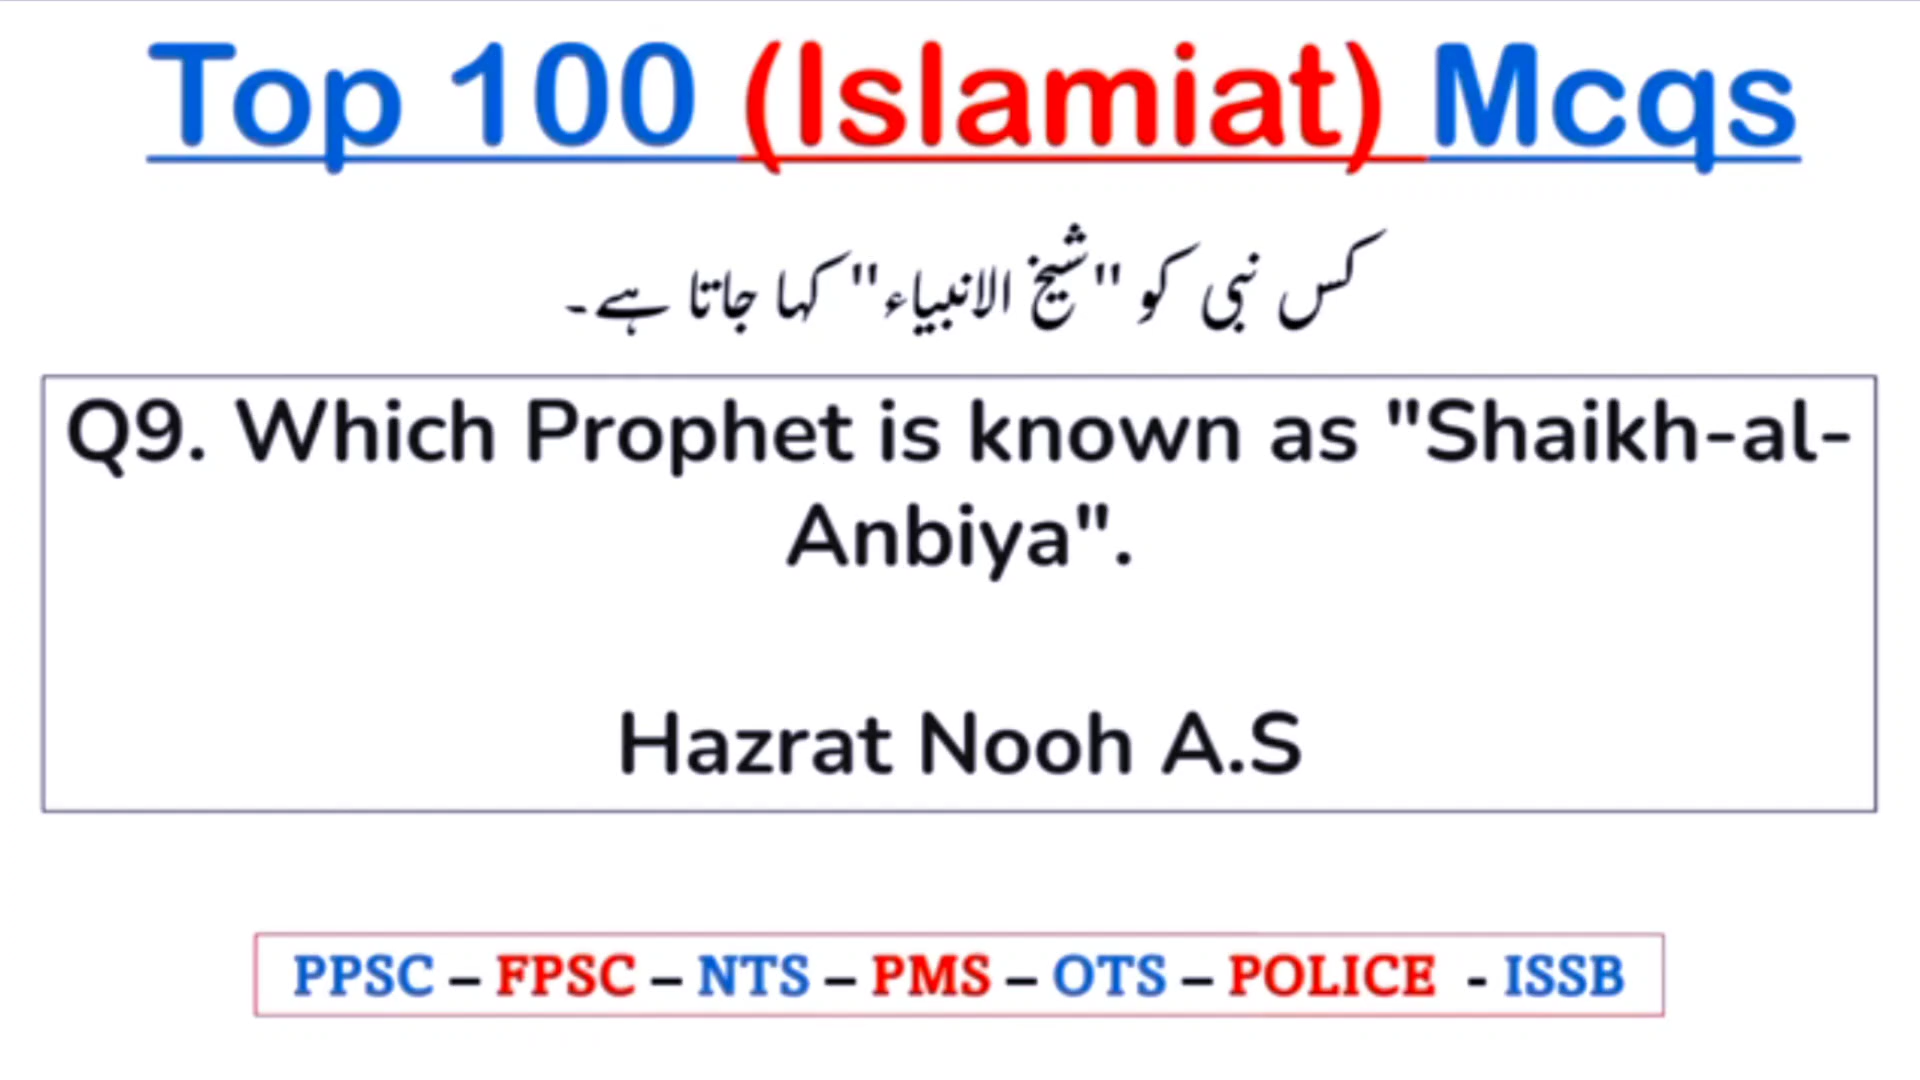 Top 100 (Islamiat) Mcqs
کس نبی کو "شیخ الانبیاء" کہا جاتا ہے۔
Q9. Which Prophet is known as "Shaikh-al-
Anbiya".
Hazrat Nooh A.S
PPSC – FPSC – NTS – PMS – OTS – POLICE - ISSB